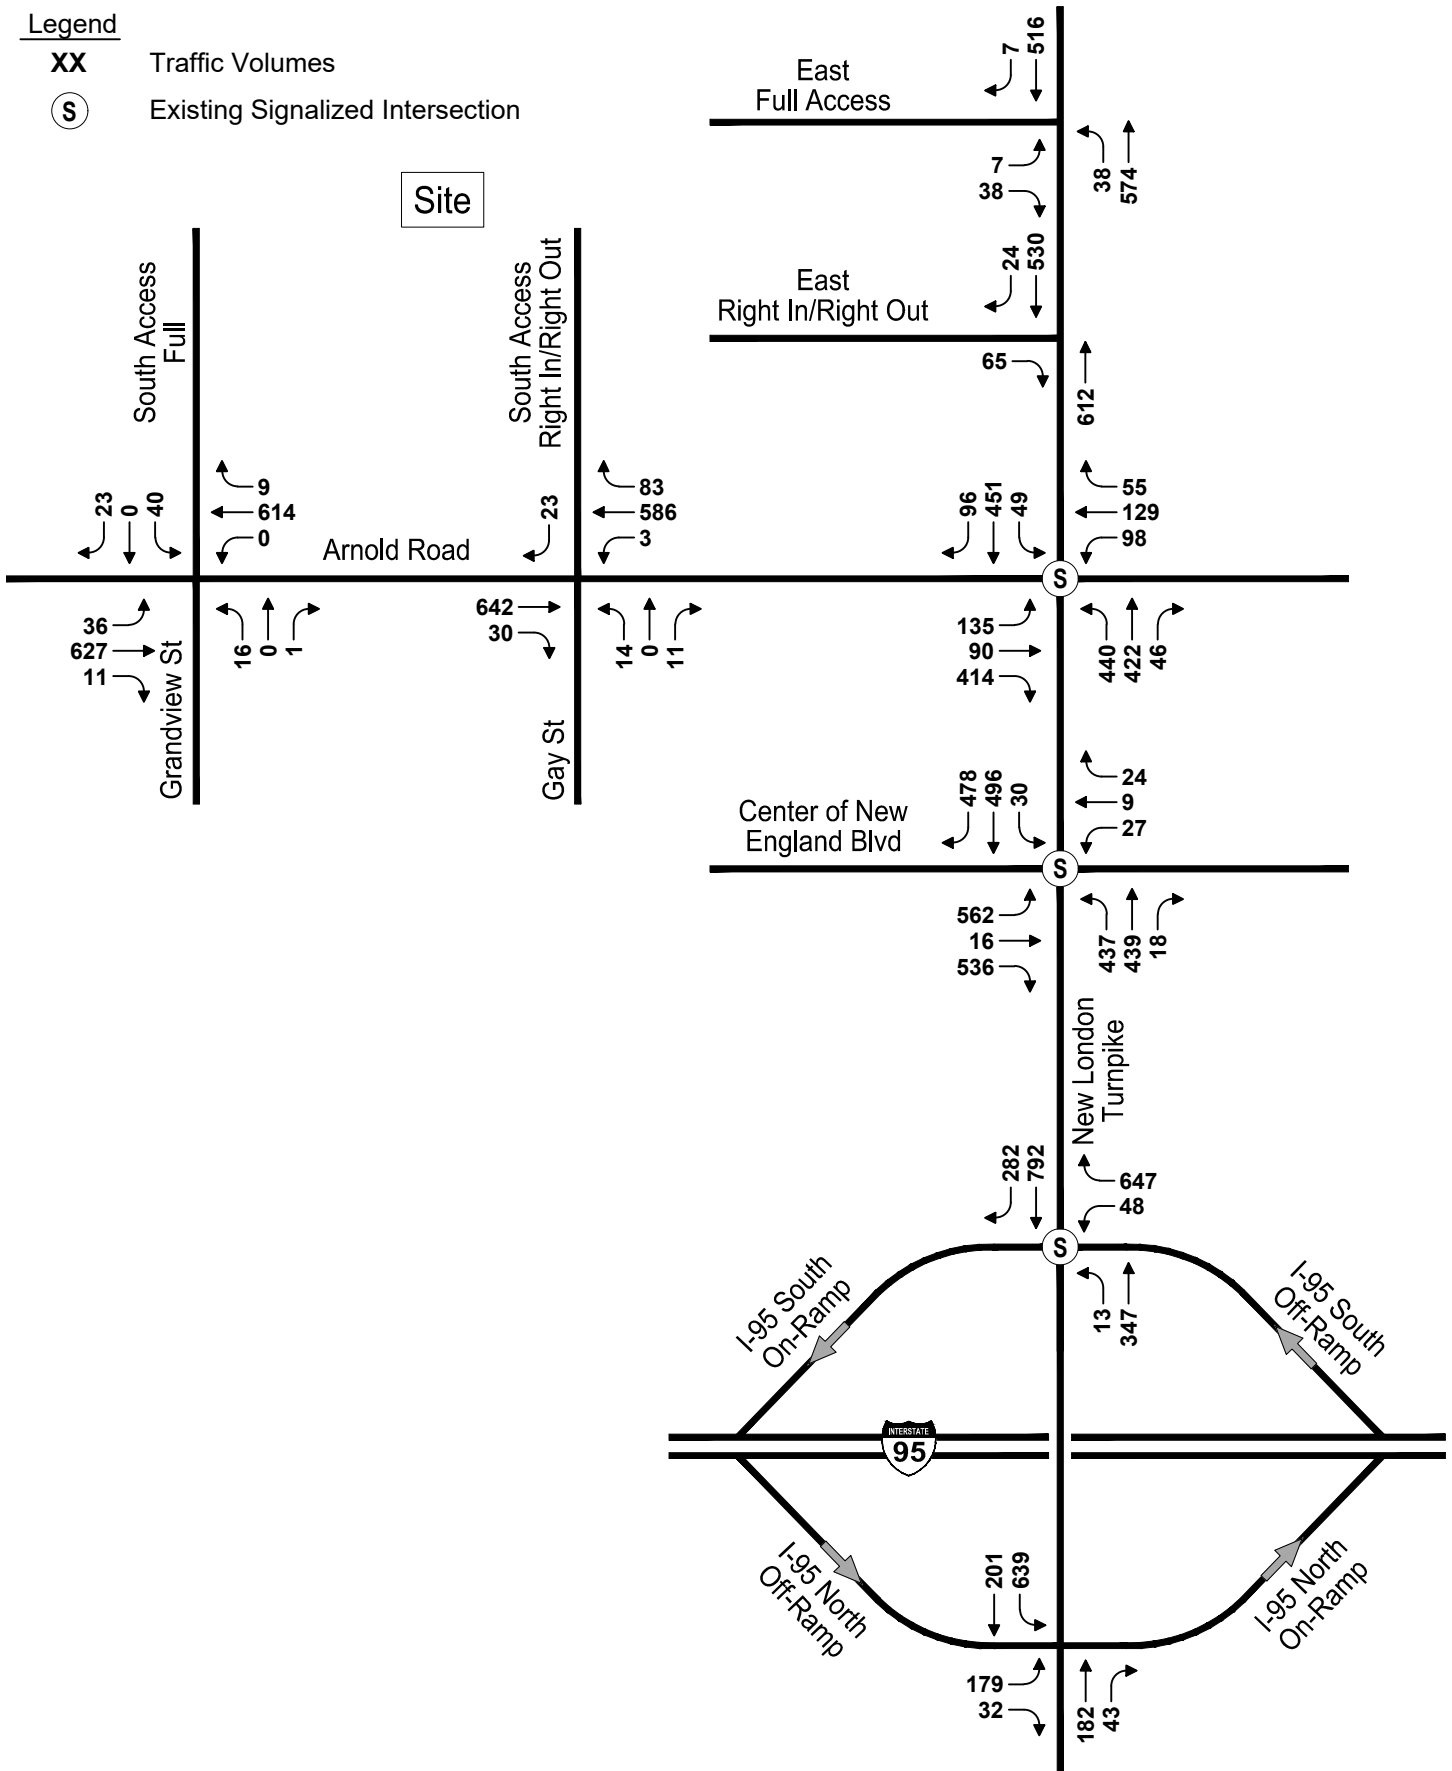 Legend
XX Traffic Volumes
S Existing Signalized Intersection
Site
East
Full Access
7
516
7
38
38
574
East
Right In/Right Out
24
530
65
612
South Access
Full
South Access
Right In/Right Out
23
0
40
9
614
0
Arnold Road
36
627
11
16
0
1
Grandview St
23
83
586
3
642
30
14
0
11
Gay St
96
451
49
55
129
98
S
135
90
414
440
422
46
Center of New
England Blvd
478
496
30
24
9
27
S
562
16
536
437
439
18
New London
Turnpike
282
792
647
48
S
13
347
I-95 South
On-Ramp
I-95 South
Off-Ramp
INTERSTATE
95
I-95 North
Off-Ramp
I-95 North
On-Ramp
201
639
179
32
182
43